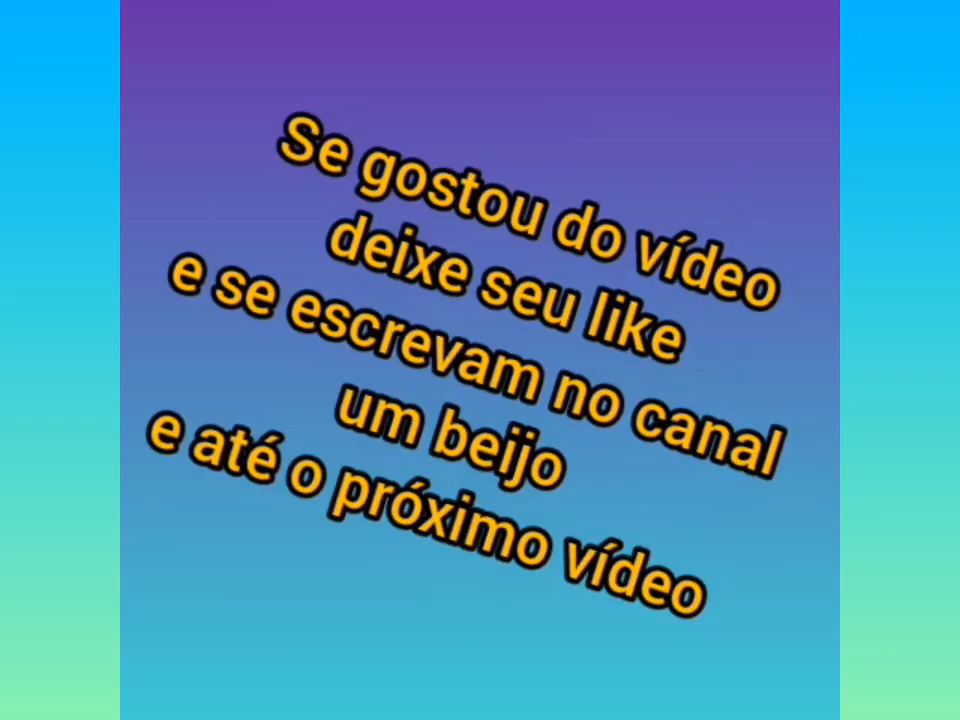 Se gostou do vídeo
deixe seu like
e se escrevam no canal
um beijo
e até o próximo vídeo